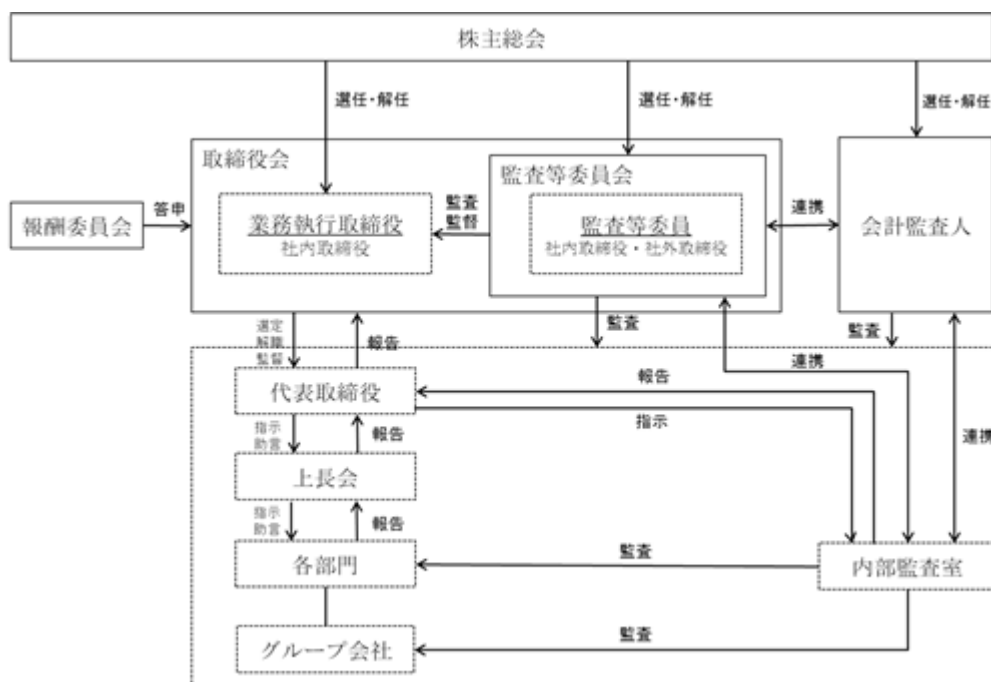 株主総会
選任・解任
選任・解任
選任・解任
取締役会
監査等委員会
会計監査人
報酬委員会
答申
業務執行取締役
社内取締役
監査
監督
監査等委員
社内取締役・社外取締役
連携
選定
解職
監督
報告
監査
監査
連携
代表取締役
報告
指示
指示
助言
報告
連携
上長会
指示
助言
報告
各部門
監査
内部監査室
グループ会社
監査